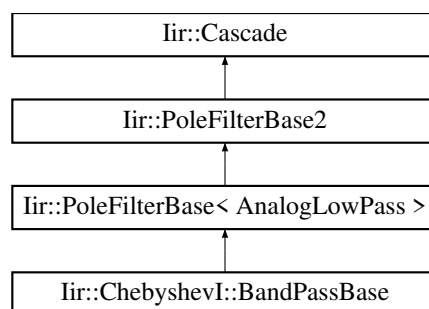 Iir::Cascade
Iir::PoleFilterBase2
Iir::PoleFilterBase< AnalogLowPass >
Iir::ChebyshevI::BandPassBase